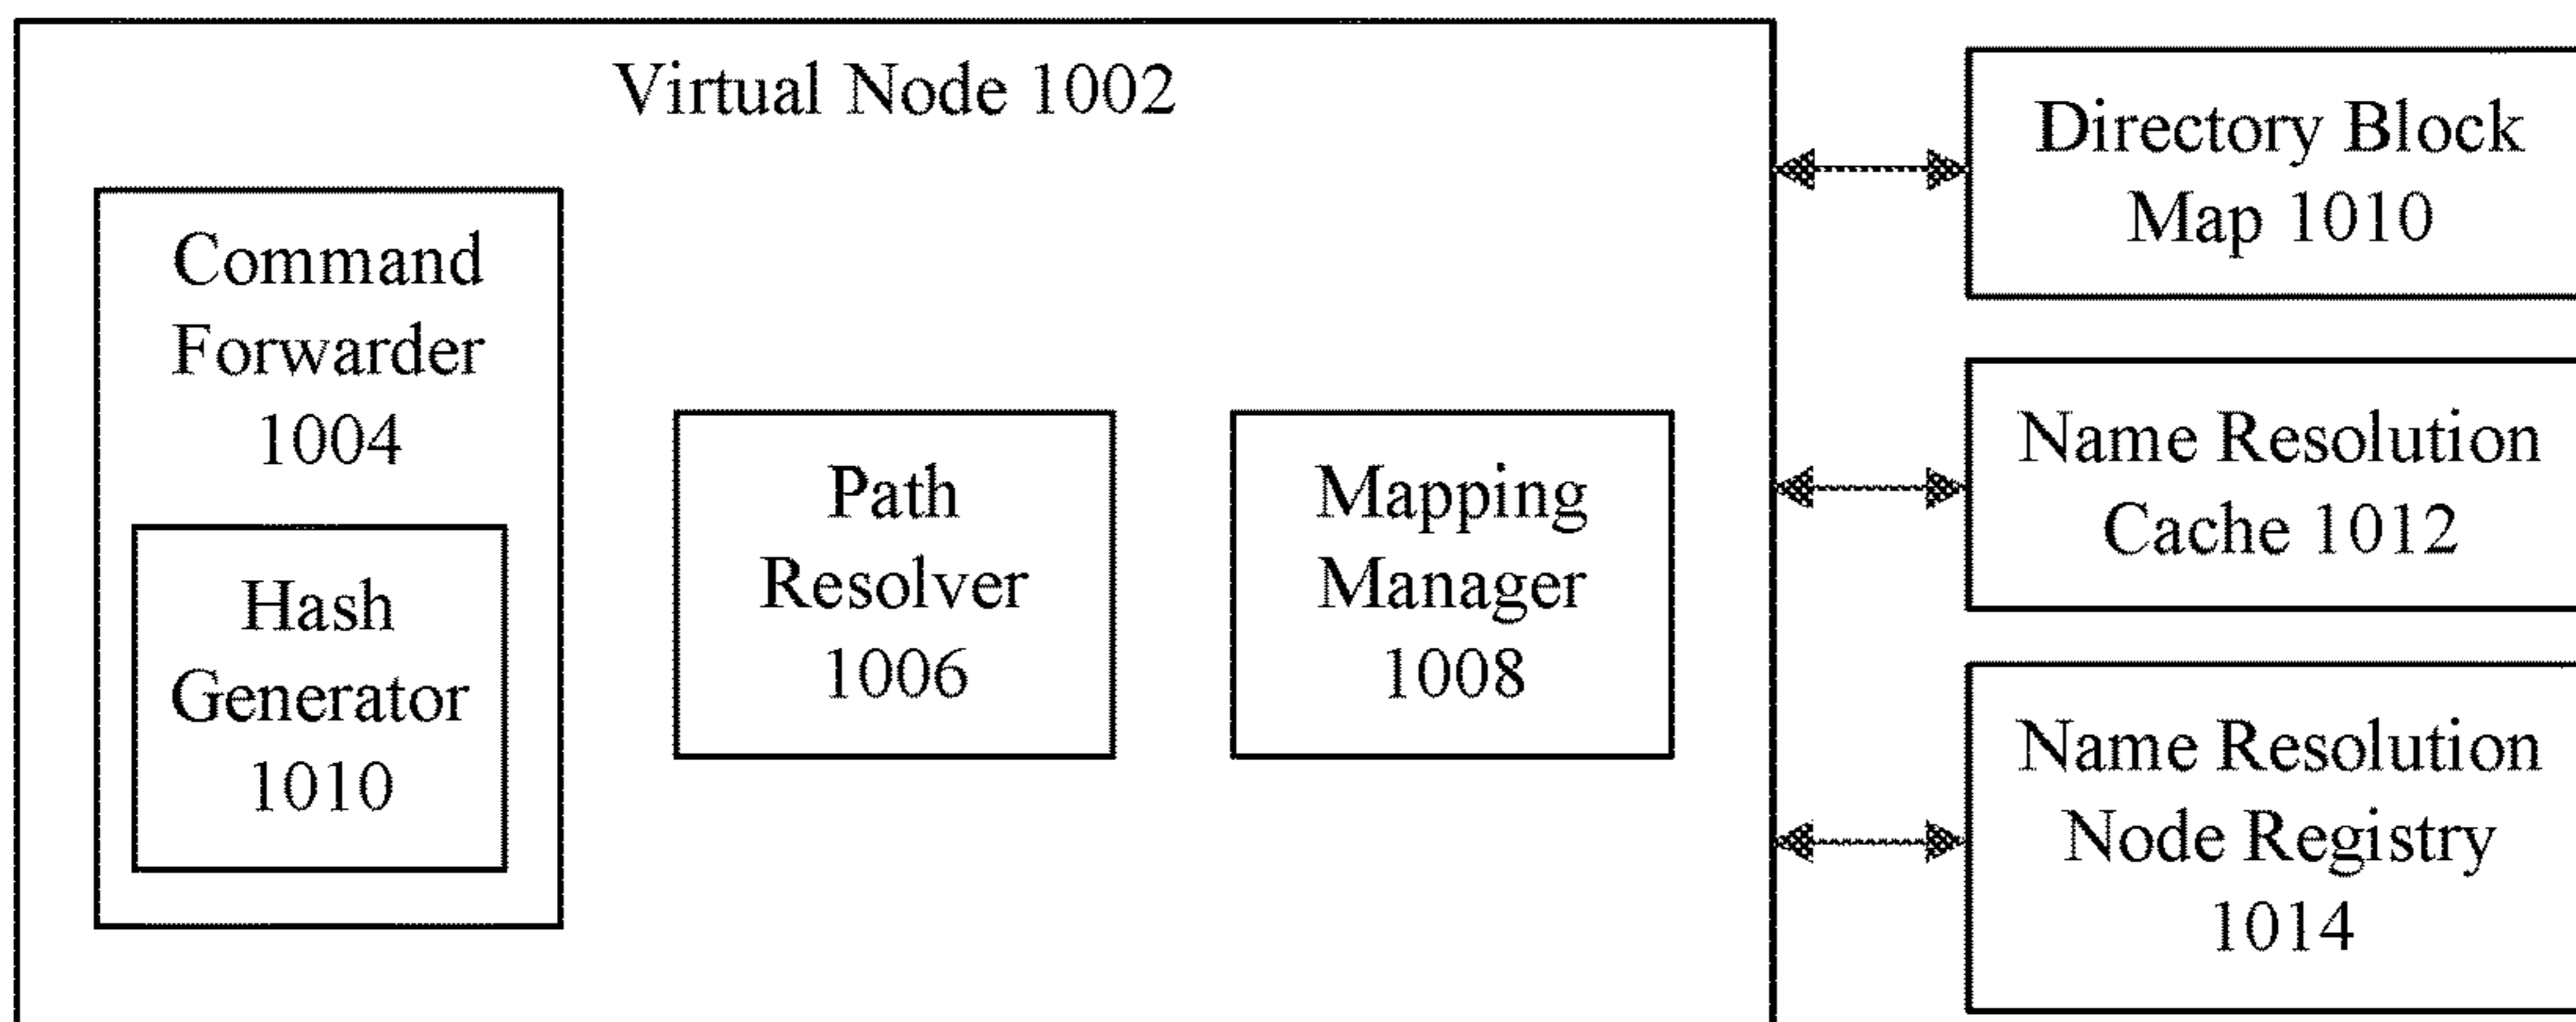 Virtual Node 1002
Command
Forwarder
1004
Hash
Generator
1010
Path
Resolver
1006
Mapping
Manager
1008
Directory Block
Map 1010
Name Resolution
Cache 1012
Name Resolution
Node Registry
1014